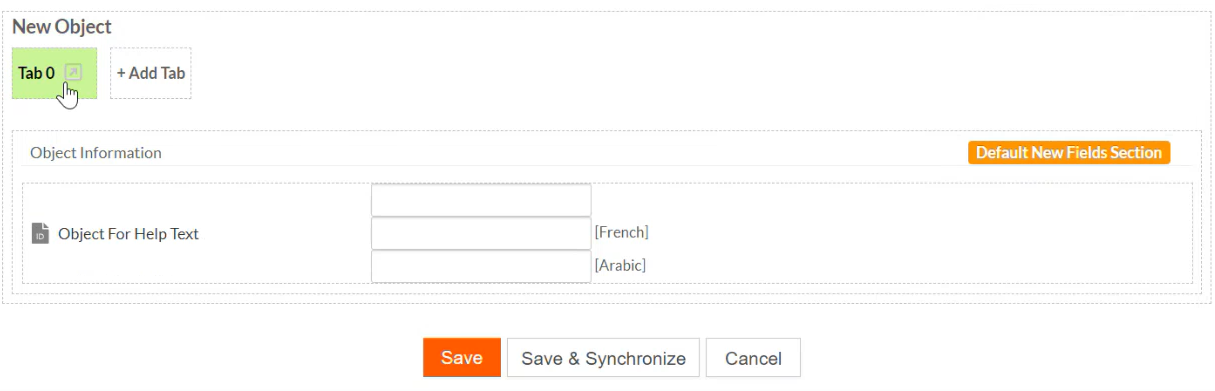 New Object
Tab 0 + Add Tab
Object Information Default New Fields Section
ID Object For Help Text
[French]
[Arabic]
Save Save & Synchronize Cancel